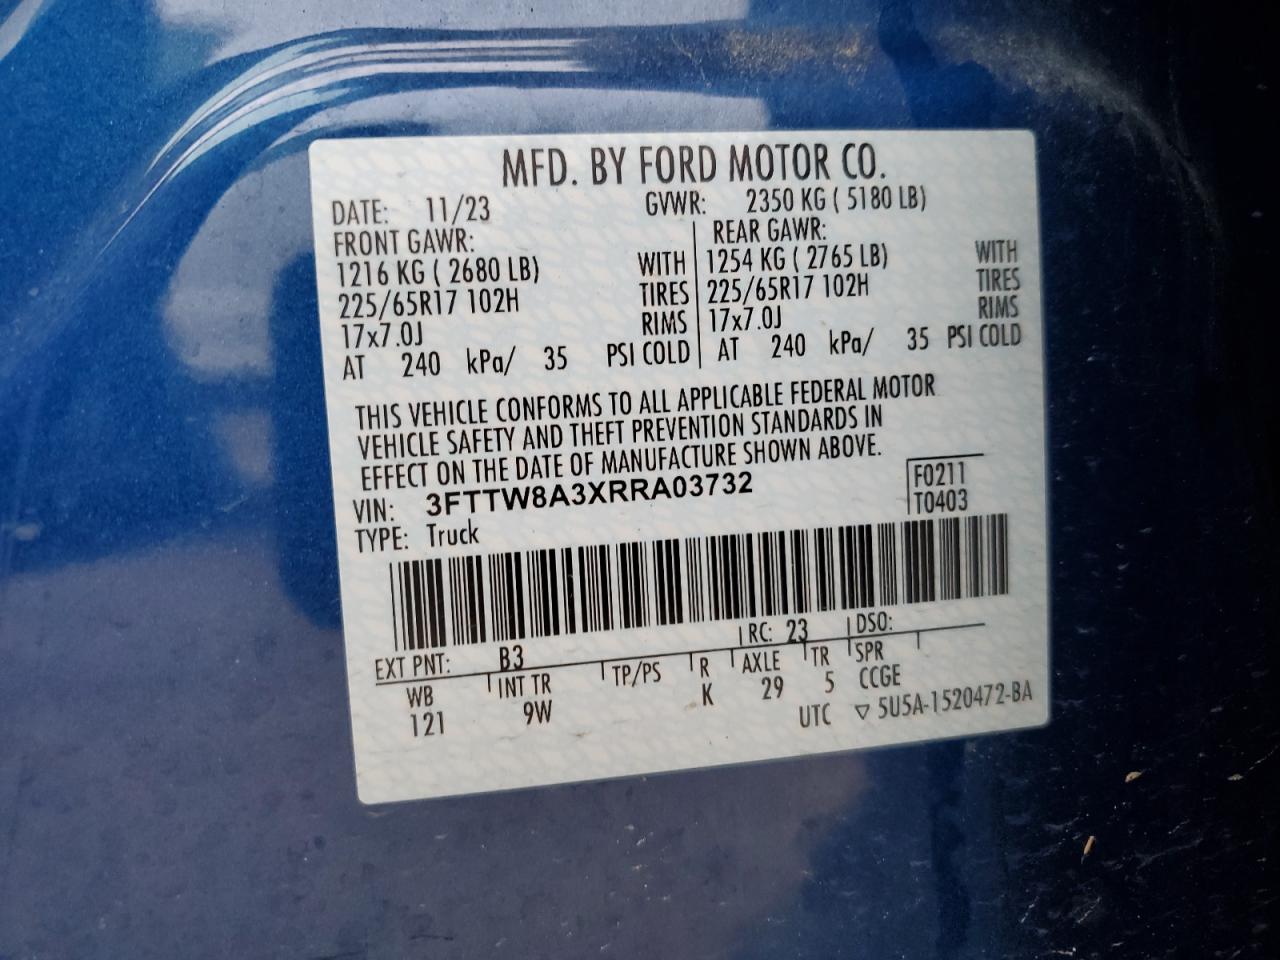 MFD. BY FORD MOTOR CO.
DATE: 11/23 GVWR: 2350 KG ( 5180 LB)
FRONT GAWR: REAR GAWR:
1216 KG ( 2680 LB) WITH 1254 KG ( 2765 LB) WITH
225/65R17 102H TIRES 225/65R17 102H TIRES
17x7.0J RIMS 17x7.0J RIMS
AT 240 kPa/ 35 PSI COLD AT 240 kPa/ 35 PSI COLD
THIS VEHICLE CONFORMS TO ALL APPLICABLE FEDERAL MOTOR
VEHICLE SAFETY AND THEFT PREVENTION STANDARDS IN
EFFECT ON THE DATE OF MANUFACTURE SHOWN ABOVE.
VIN: 3FTTW8A3XRRA03732 F0211
TYPE: Truck T0403
EXT PNT: B3 RC: 23 DSO:
WB INT TR TP/PS R AXLE TR SPR
121 9W K 29 5 CCGE
UTC ▽ 5U5A-1520472-BA